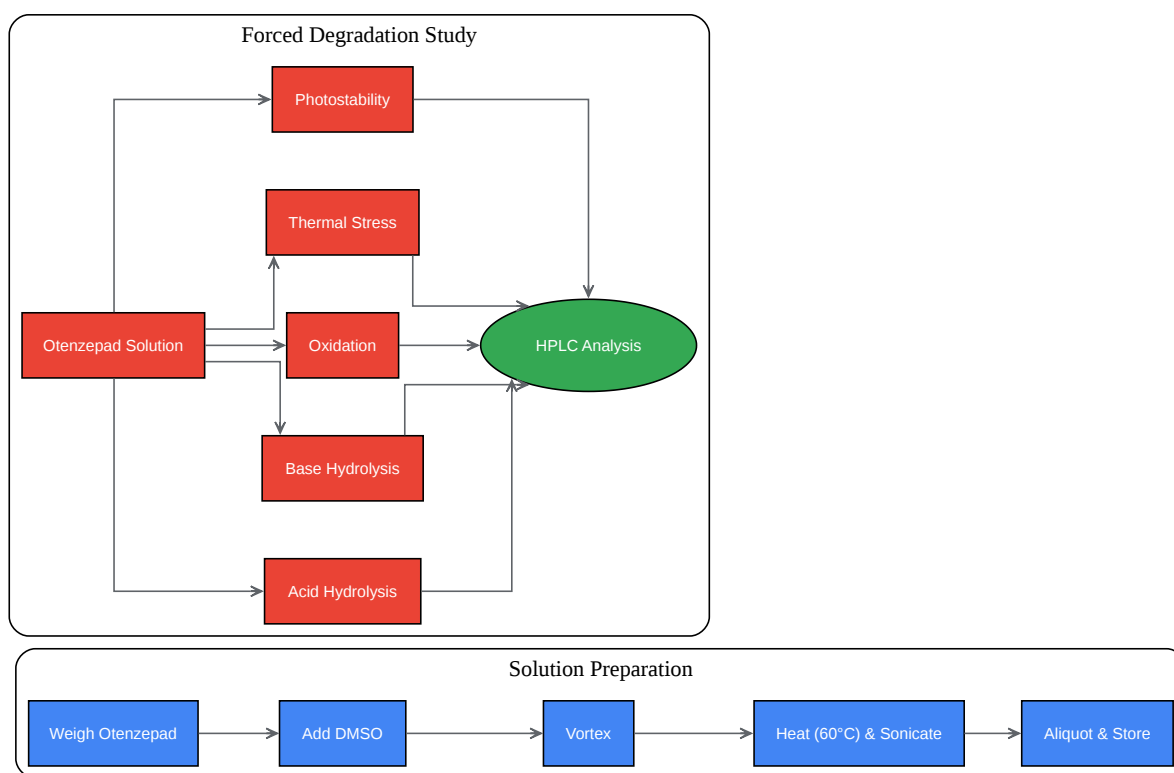 Forced Degradation Study
Photostability
Thermal Stress
Otenzepad Solution
Oxidation
HPLC Analysis
Base Hydrolysis
Acid Hydrolysis
Solution Preparation
Weigh Otenzepad
Add DMSO
Vortex
Heat (60°C) & Sonicate
Aliquot & Store